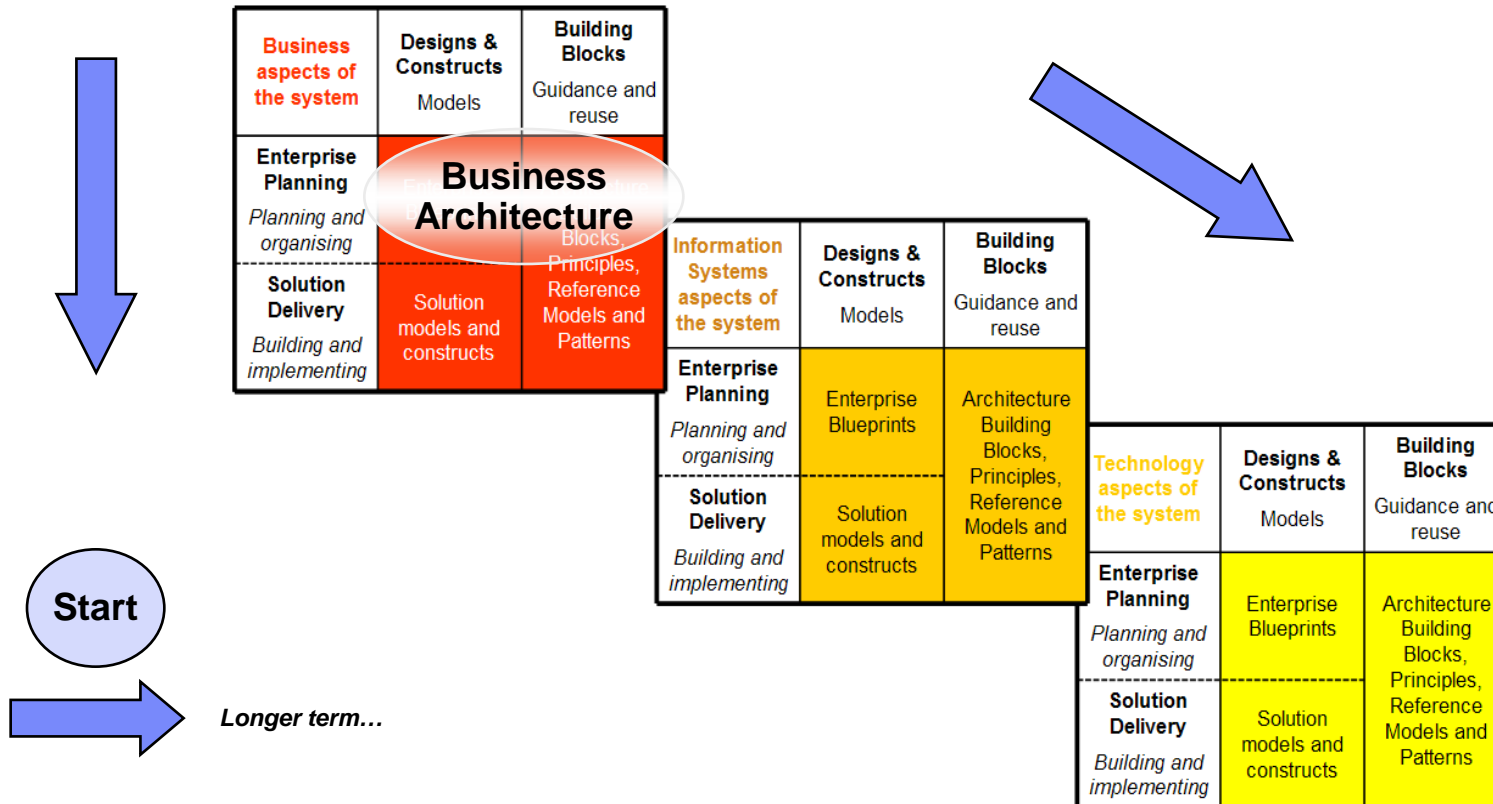 Business
aspects of
the system
Designs &
Constructs
Models
Building
Blocks
Guidance and
reuse
Enterprise
Planning
Planning and
organising
Business
Architecture
Blocks,
Principles,
Reference
Models and
Patterns
Solution
Delivery
Building and
implementing
Solution
models and
constructs
Information
Systems
aspects of
the system
Designs &
Constructs
Models
Building
Blocks
Guidance and
reuse
Enterprise
Planning
Planning and
organising
Enterprise
Blueprints
Architecture
Building
Blocks,
Principles,
Reference
Models and
Patterns
Solution
Delivery
Building and
implementing
Solution
models and
constructs
Technology
aspects of
the system
Designs &
Constructs
Models
Building
Blocks
Guidance and
reuse
Enterprise
Planning
Planning and
organising
Enterprise
Blueprints
Architecture
Building
Blocks,
Principles,
Reference
Models and
Patterns
Solution
Delivery
Building and
implementing
Solution
models and
constructs
Start
Longer term…